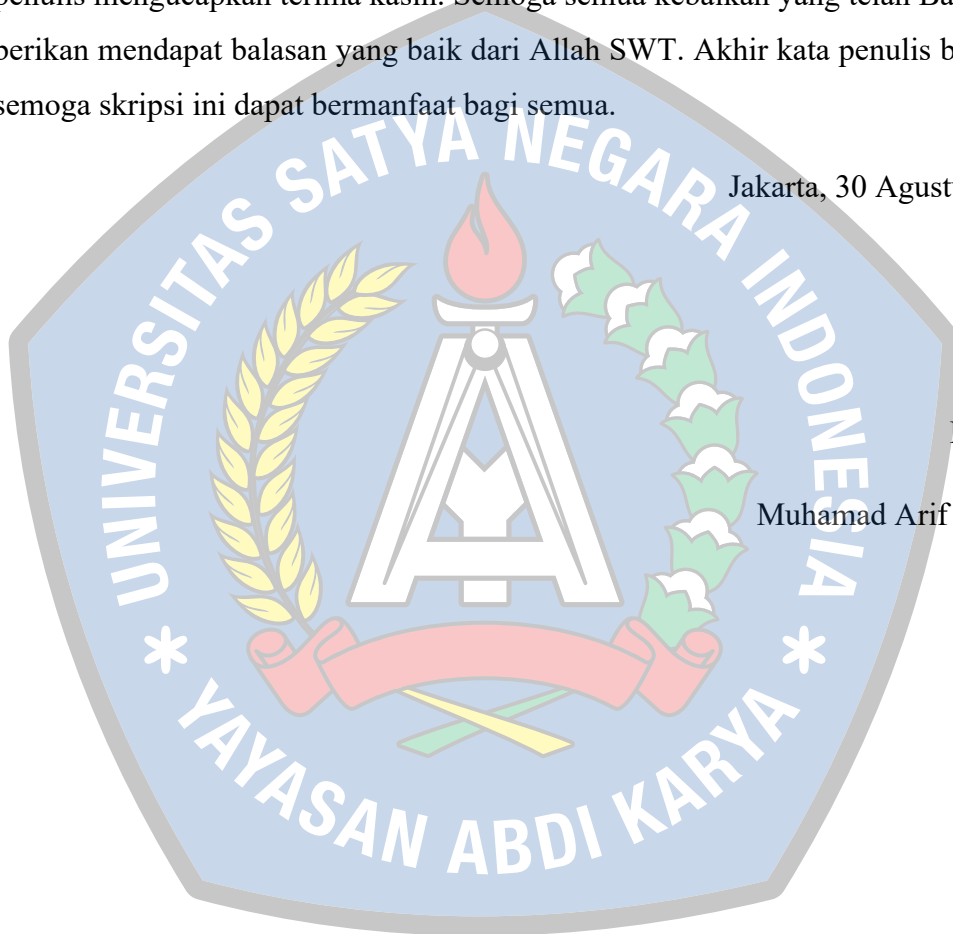 penulis mengucapkan terima kasih. Semoga semua kebaikan yang telah Ba
berikan mendapat balasan yang baik dari Allah SWT. Akhir kata penulis b
semoga skripsi ini dapat bermanfaat bagi semua.
UNIVERSITAS SATYA NEGARA INDONESIA
Jakarta, 30 Agust
Muhamad Arif
* YAYASAN ABDI KARYA *